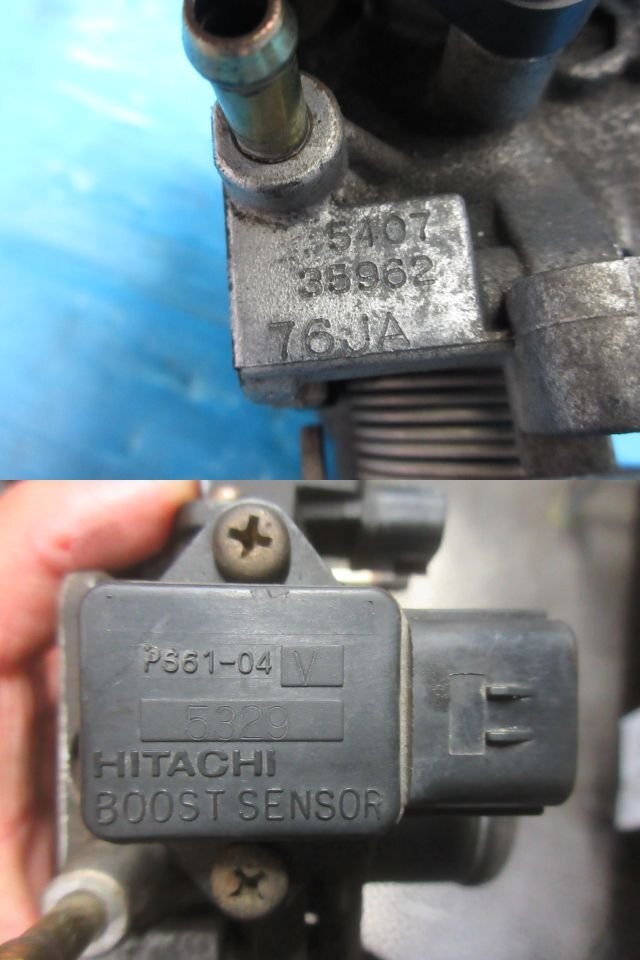 5407
35962
76JA
PS61-04 V
5329
HITACHI
BOOST SENSOR